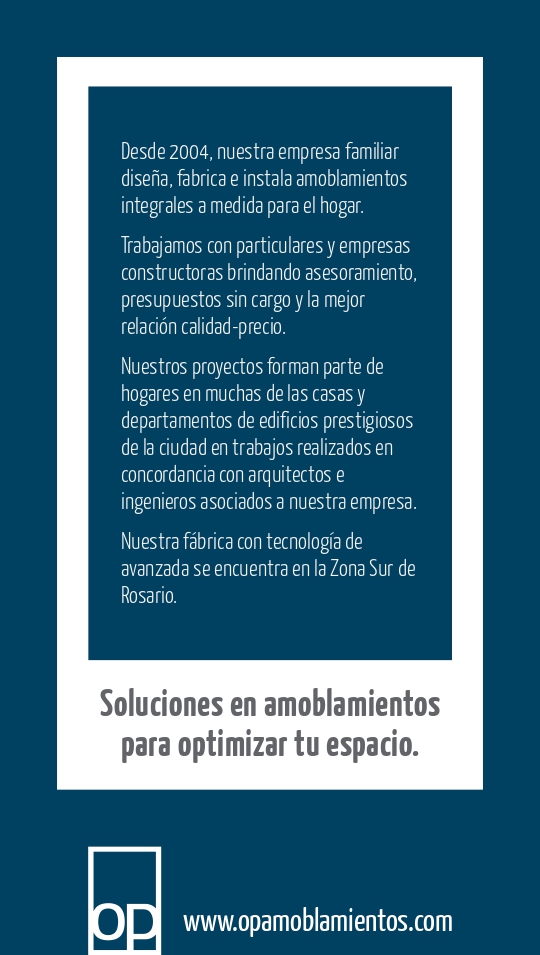 Desde 2004, nuestra empresa familiar
diseña, fabrica e instala amoblamientos
integrales a medida para el hogar.
Trabajamos con particulares y empresas
constructoras brindando asesoramiento,
presupuestos sin cargo y la mejor
relación calidad-precio.
Nuestros proyectos forman parte de
hogares en muchas de las casas y
departamentos de edificios prestigiosos
de la ciudad en trabajos realizados en
concordancia con arquitectos e
ingenieros asociados a nuestra empresa.
Nuestra fábrica con tecnología de
avanzada se encuentra en la Zona Sur de
Rosario.
Soluciones en amoblamientos
para optimizar tu espacio.
op
www.opamoblamientos.com